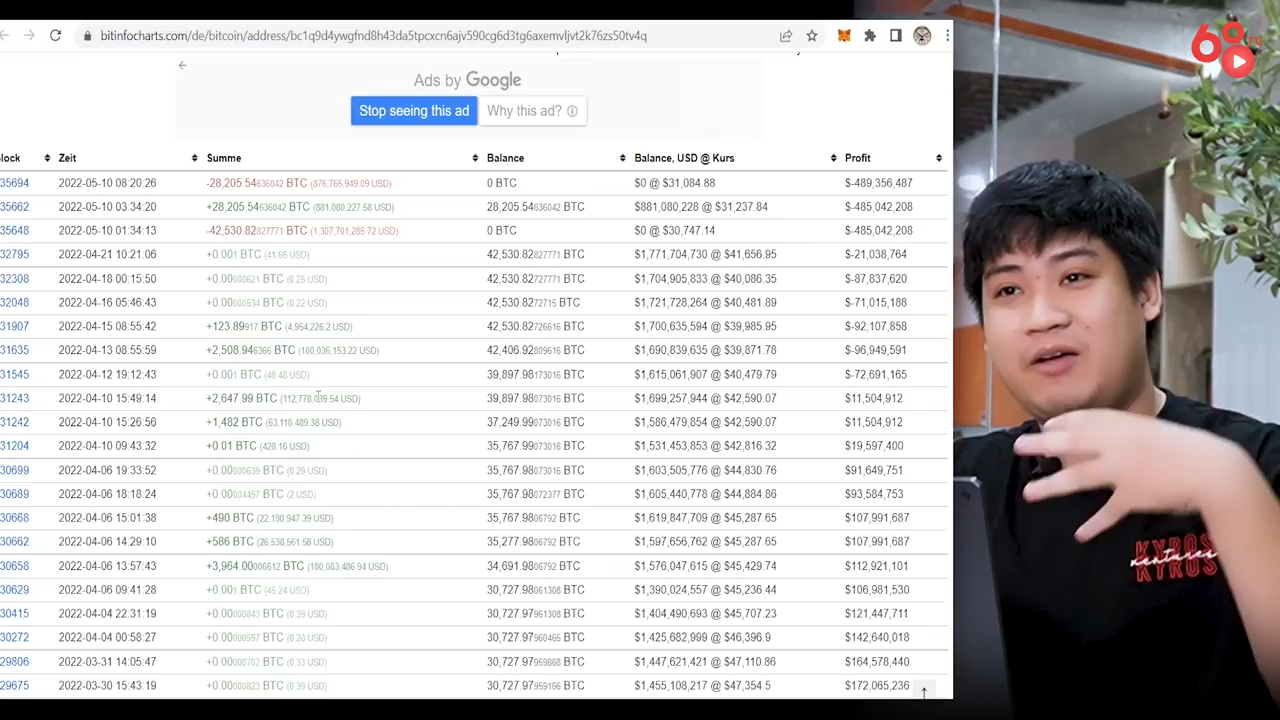 bitinfocharts.com/de/bitcoin/address/bc1q9d4ywgfnd8h43da5tpcxcn6ajv590cg6d3tg6axemvljvt2k76zs50tv4q
68
TV
Ads by Google
Stop seeing this ad
Why this ad?
lock Zeit Summe Balance Balance, USD @ Kurs Profit
35694 2022-05-10 08:20:26 -28,205.54636042 BTC (876,765,949.09 USD) 0 BTC $0 @ $31,084.88 $-489,356,487
35662 2022-05-10 03:34:20 +28,205.54636042 BTC (881,080,227.58 USD) 28,205.54636042 BTC $881,080,228 @ $31,237.84 $-485,042,208
35648 2022-05-10 01:34:13 -42,530.82827771 BTC (1,307,701,285.72 USD) 0 BTC $0 @ $30,747.14 $-485,042,208
32795 2022-04-21 10:21:06 +0.001 BTC (41.66 USD) 42,530.82827771 BTC $1,771,704,730 @ $41,656.95 $-21,038,764
32308 2022-04-18 00:15:50 +0.00000621 BTC (0.25 USD) 42,530.82727771 BTC $1,704,905,833 @ $40,086.35 $-87,837,620
32048 2022-04-16 05:46:43 +0.00000534 BTC (0.22 USD) 42,530.8272715 BTC $1,721,728,264 @ $40,481.89 $-71,015,188
31907 2022-04-15 08:55:42 +123.89917 BTC (4,954,226.2 USD) 42,530.82726616 BTC $1,700,635,594 @ $39,985.95 $-92,107,858
31635 2022-04-13 08:55:59 +2,508.946366 BTC (100,036,153.22 USD) 42,406.92809616 BTC $1,690,839,635 @ $39,871.78 $-96,949,591
31545 2022-04-12 19:12:43 +0.001 BTC (40.48 USD) 39,897.98173016 BTC $1,615,061,907 @ $40,479.79 $-72,691,165
31243 2022-04-10 15:49:14 +2,647.99 BTC 39,897.98073016 BTC $1,699,257,944 @ $42,590.07 $11,504,912
31242 2022-04-10 15:26:56 +1,482 BTC (63,118,489.38 USD) 37,249.99073016 BTC $1,586,479,854 @ $42,590.07 $11,504,912
31204 2022-04-10 09:43:32 +0.01 BTC (428.16 USD) 35,767.99073016 BTC $1,531,453,853 @ $42,816.32 $19,597,400
30699 2022-04-06 19:33:52 +0.00000639 BTC (0.29 USD) 35,767.98073016 BTC $1,603,505,776 @ $44,830.76 $91,649,751
30689 2022-04-06 18:18:24 +0.00004457 BTC (2 USD) 35,767.98072377 BTC $1,605,440,778 @ $44,884.86 $93,584,753
30668 2022-04-06 15:01:38 +490 BTC (22,190,947.39 USD) 35,767.9806792 BTC $1,619,847,709 @ $45,287.65 $107,991,687
30662 2022-04-06 14:29:10 +586 BTC (26,538,561.58 USD) 35,277.9806792 BTC $1,597,656,762 @ $45,287.65 $107,991,687
30658 2022-04-06 13:57:43 +3,964.00006612 BTC (180,083,486.94 USD) 34,691.9806792 BTC $1,576,047,615 @ $45,429.74 $112,921,101
30629 2022-04-06 09:41:28 +0.001 BTC (45.24 USD) 30,727.98061308 BTC $1,390,024,557 @ $45,236.44 $106,981,530
30415 2022-04-04 22:31:19 +0.00000843 BTC (0.39 USD) 30,727.97961308 BTC $1,404,490,693 @ $45,707.23 $121,447,711
30272 2022-04-04 00:58:27 +0.00000597 BTC (0.28 USD) 30,727.97960465 BTC $1,425,682,999 @ $46,396.9 $142,640,018
29806 2022-03-31 14:05:47 +0.00000702 BTC (0.33 USD) 30,727.97959868 BTC $1,447,621,421 @ $47,110.86 $164,578,440
29675 2022-03-30 15:43:19 +0.00000823 BTC (0.39 USD) 30,727.97959166 BTC $1,455,108,217 @ $47,354.5 $172,065,236
KYROS
ventures
KYROS